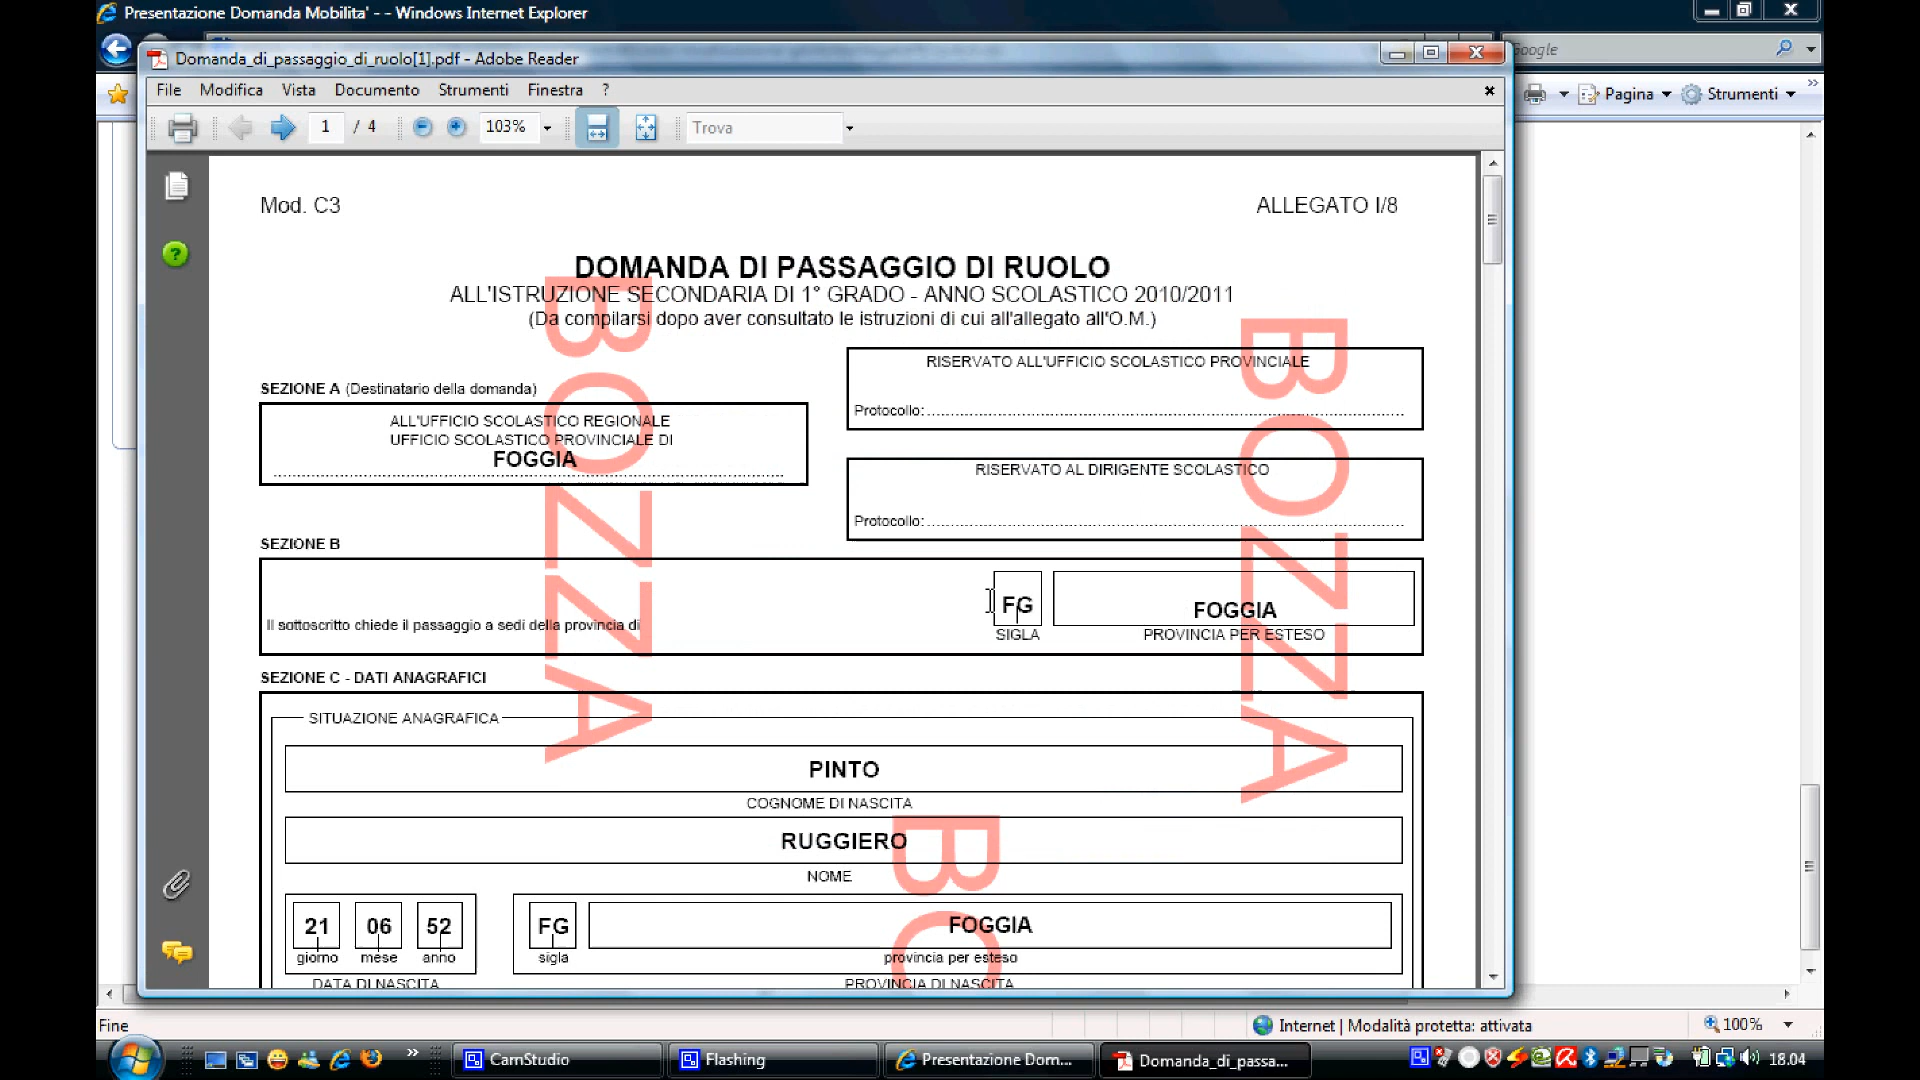 Presentazione Domanda Mobilita' - - Windows Internet Explorer
Google
Domanda_di_passaggio_di_ruolo[1].pdf - Adobe Reader
File Modifica Vista Documento Strumenti Finestra ?
Pagina Strumenti
1 / 4 103% Trova
Mod. C3 ALLEGATO I/8
DOMANDA DI PASSAGGIO DI RUOLO
ALL'ISTRUZIONE SECONDARIA DI 1° GRADO - ANNO SCOLASTICO 2010/2011
(Da compilarsi dopo aver consultato le istruzioni di cui all'allegato all'O.M.)
RISERVATO ALL'UFFICIO SCOLASTICO PROVINCIALE
Protocollo:
SEZIONE A (Destinatario della domanda)
ALL'UFFICIO SCOLASTICO REGIONALE
UFFICIO SCOLASTICO PROVINCIALE DI
FOGGIA
RISERVATO AL DIRIGENTE SCOLASTICO
Protocollo:
SEZIONE B
Il sottoscritto chiede il passaggio a sedi della provincia di
FG
SIGLA
FOGGIA
PROVINCIA PER ESTESO
SEZIONE C - DATI ANAGRAFICI
SITUAZIONE ANAGRAFICA
PINTO
COGNOME DI NASCITA
RUGGIERO
NOME
21 06 52
giorno mese anno
DATA DI NASCITA
FG
sigla
FOGGIA
provincia per esteso
PROVINCIA DI NASCITA
BOZZA
BOZZA
BO
Fine
Internet | Modalità protetta: attivata
100%
CamStudio
Flashing
Presentazione Dom...
Domanda_di_passa...
18.04